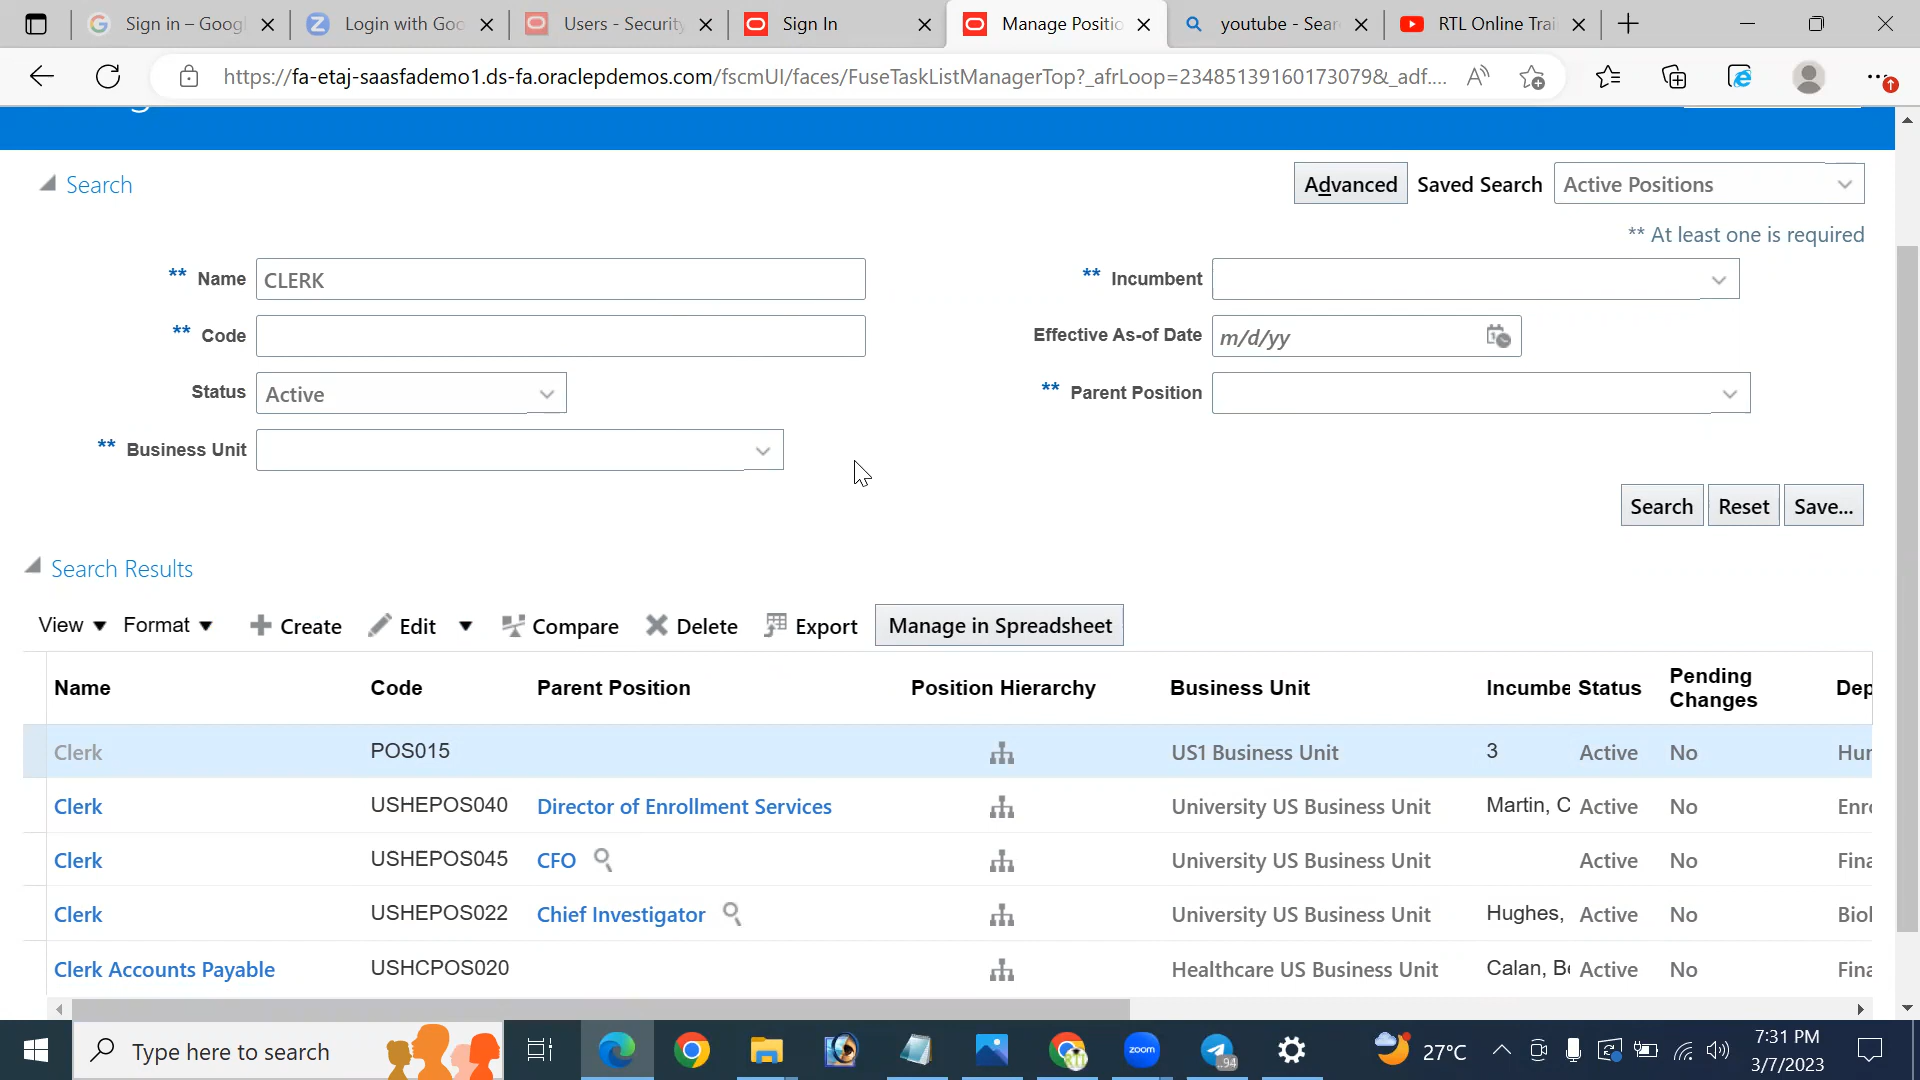 Sign in – Googl
Login with Goo
Users - Security
Sign In
Manage Positio
youtube - Sear
RTL Online Trai
https://fa-etaj-saasfademo1.ds-fa.oraclepdemos.com/fscmUI/faces/FuseTaskListManagerTop?_afrLoop=23485139160173079&_adf....
Search
Advanced Saved Search Active Positions
** At least one is required
** Name CLERK
** Incumbent
** Code
Effective As-of Date m/d/yy
Status Active
** Parent Position
** Business Unit
Search Reset Save...
Search Results
View Format Create Edit Compare Delete Export Manage in Spreadsheet
Name Code Parent Position Position Hierarchy Business Unit Incumbe Status Pending Changes Dep
Clerk POS015 US1 Business Unit 3 Active No Hur
Clerk USHEPOS040 Director of Enrollment Services University US Business Unit Martin, C Active No Enro
Clerk USHEPOS045 CFO University US Business Unit Active No Fina
Clerk USHEPOS022 Chief Investigator University US Business Unit Hughes, Active No Biol
Clerk Accounts Payable USHCPOS020 Healthcare US Business Unit Calan, Be Active No Fina
Type here to search
zoom
94
27°C
7:31 PM
3/7/2023